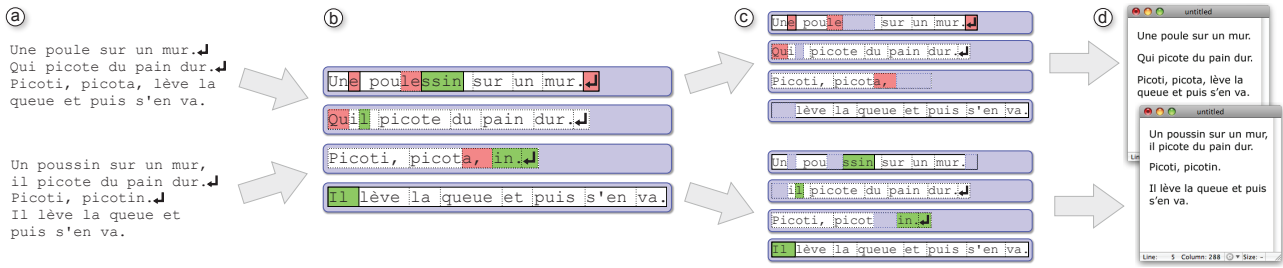 a
Une poule sur un mur.↲
Qui picote du pain dur.↲
Picoti, picota, lève la
queue et puis s'en va.
Un poussin sur un mur,
il picote du pain dur.↲
Picoti, picotin.↲
Il lève la queue et
puis s'en va.
b
Une poulessin sur un mur.↲
Quil picote du pain dur.↲
Picoti, picota, in.↲
Il lève la queue et puis s'en va.
c
Une poule sur un mur.↲
Qui picote du pain dur.↲
Picoti, picota,
lève la queue et puis s'en va.
Un pou ssin sur un mur.
il picote du pain dur.↲
Picoti, picot in.↲
Il lève la queue et puis s'en va.
d
untitled
Une poule sur un mur.
Qui picote du pain dur.
Picoti, picota, lève la
queue et puis s'en va.
Lin
untitled
Un poussin sur un mur,
il picote du pain dur.
Picoti, picotin.
Il lève la queue et puis
s'en va.
Line: 5 Column: 288 Size: -